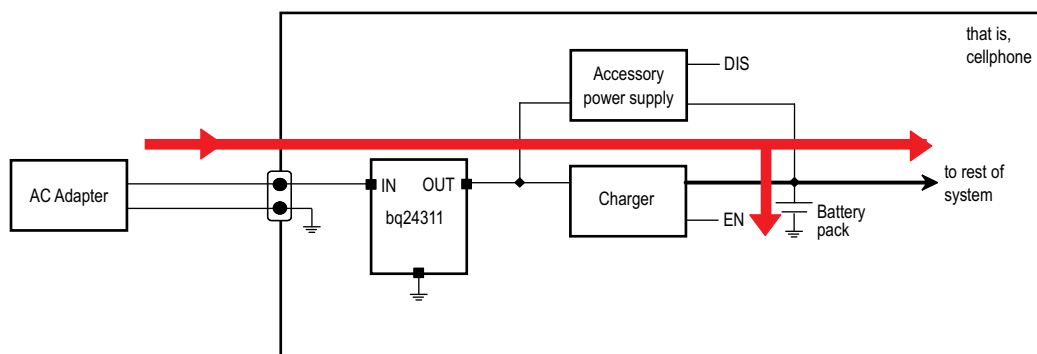 that is,
cellphone
Accessory
power supply
DIS
AC Adapter
IN
OUT
bq24311
Charger
EN
to rest of
system
Battery
pack